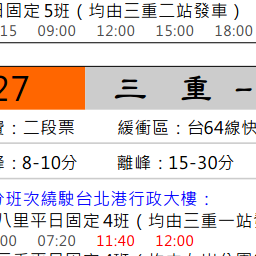 日固定5班(均由三重二站發車)
15 09:00 12:00 15:00 18:00
27 三 重
費：二段票 緩衝區：台64線快
峰：8-10分 離峰：15-30分
分班次繞駛台北港行政大樓：
八里平日固定4班(均由三重一站發
00 07:20 11:40 12:00